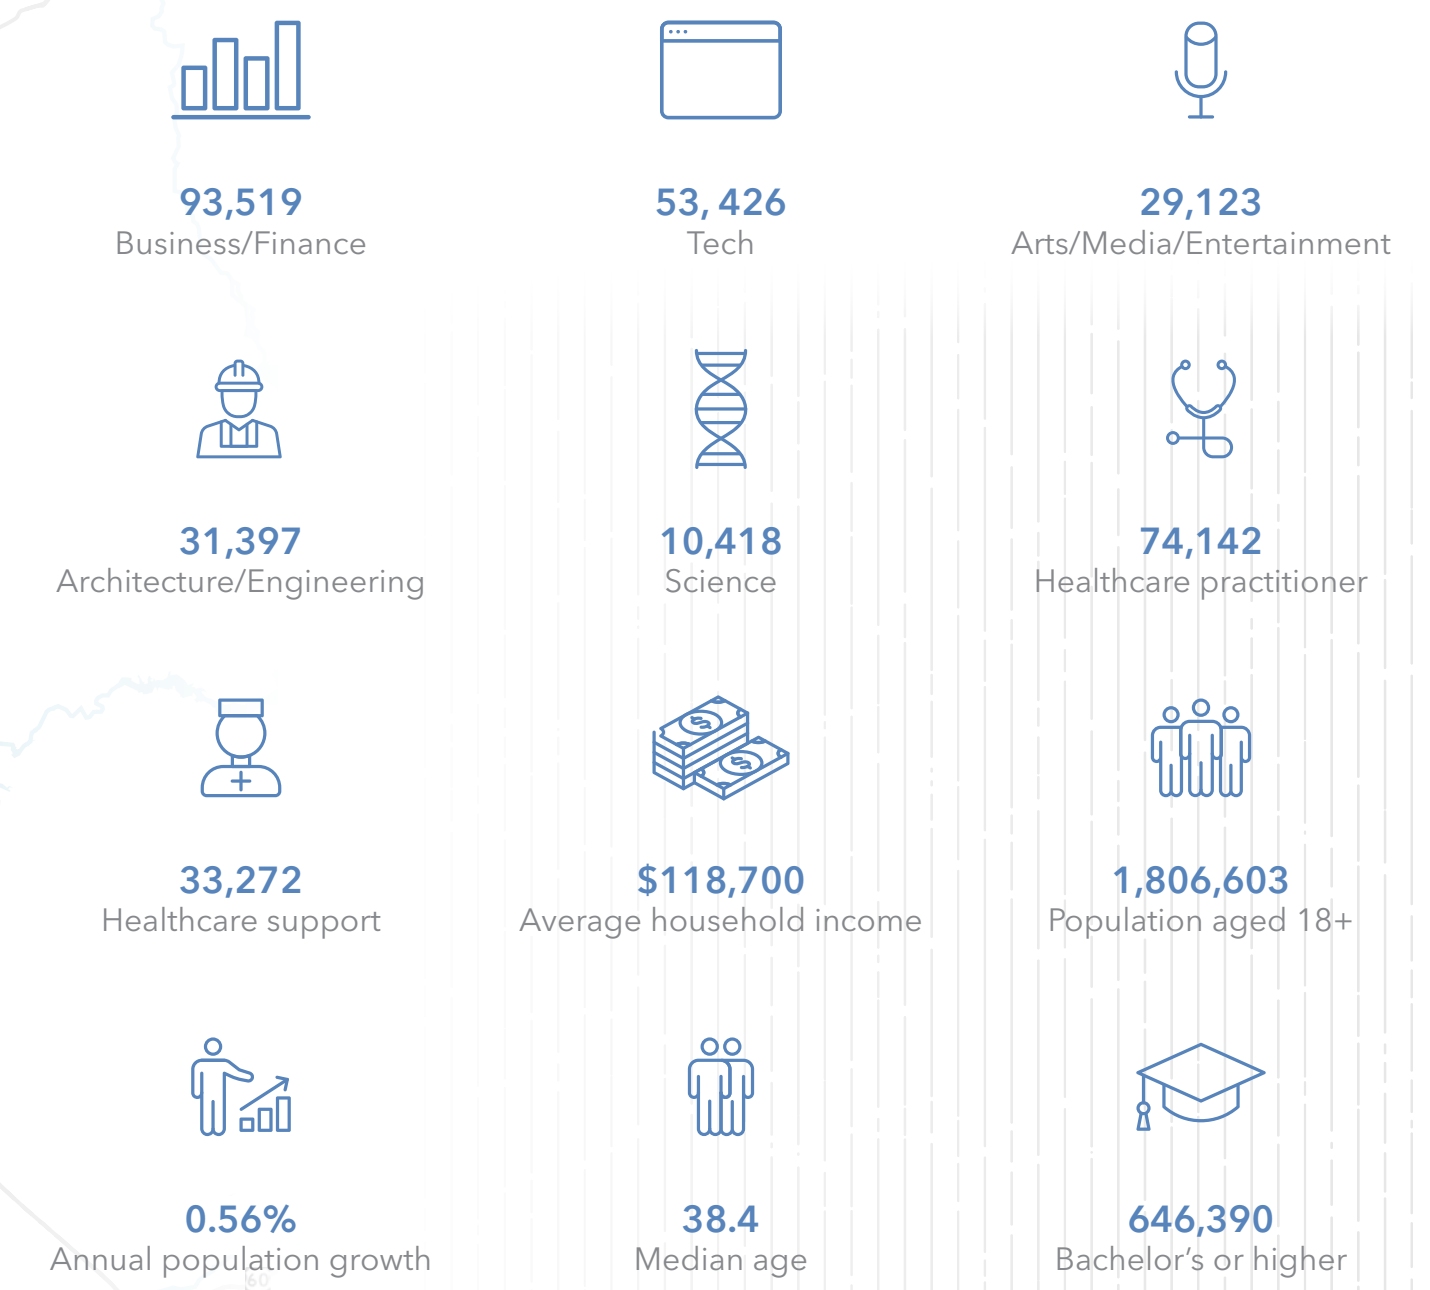 93,519
Business/Finance
53, 426
Tech
29,123
Arts/Media/Entertainment
31,397
Architecture/Engineering
10,418
Science
74,142
Healthcare practitioner
33,272
Healthcare support
$118,700
Average household income
1,806,603
Population aged 18+
0.56%
Annual population growth
38.4
Median age
646,390
Bachelor’s or higher
60